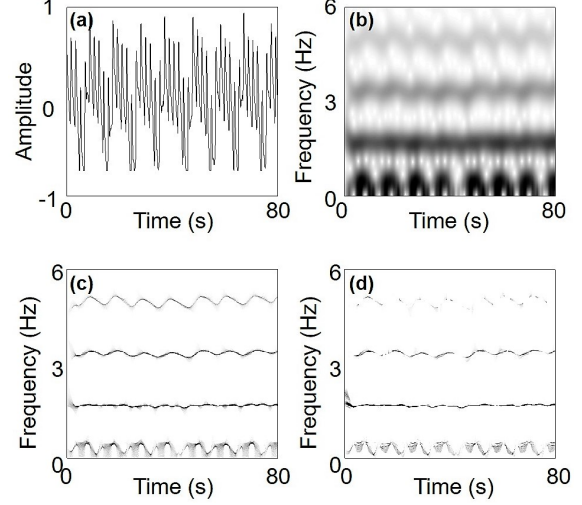 1 (a)
Amplitude
0
-1
0 Time (s) 80
6 (b)
Frequency (Hz)
3
0
0 Time (s) 80
6 (c)
Frequency (Hz)
3
0
0 Time (s) 80
6 (d)
Frequency (Hz)
3
0
0 Time (s) 80